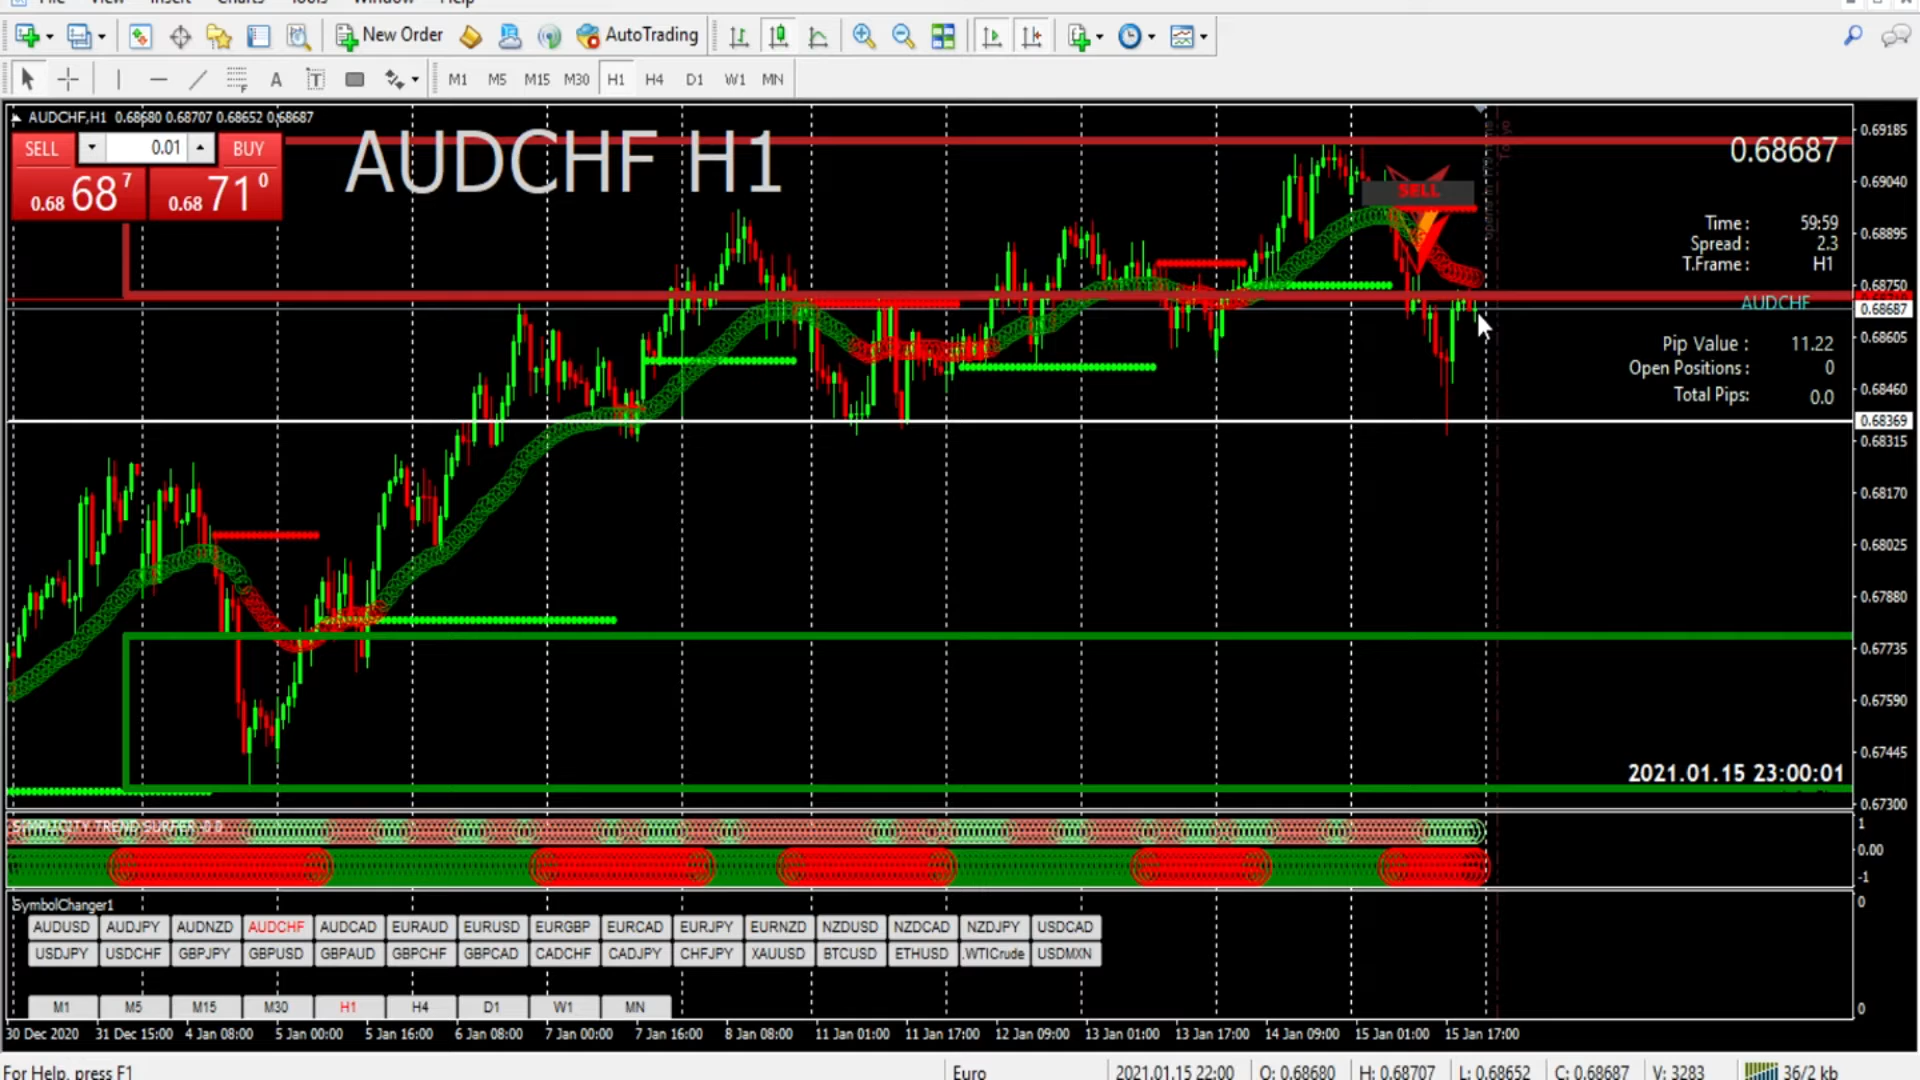 File View Insert Charts Tools Window Help
New Order AutoTrading
A T M1 M5 M15 M30 H1 H4 D1 W1 MN
AUDCHF,H1 0.68680 0.68707 0.68652 0.68687
SELL 0.01 BUY
0.68 68 7 0.68 71 0
AUDCHF H1
SELL
0.68687
Time : 59:59
Spread : 2.3
T.Frame : H1
AUDCHF
Pip Value : 11.22
Open Positions : 0
Total Pips: 0.0
0.69185
0.69040
0.68895
0.68750
0.68687
0.68605
0.68460
0.68369
0.68315
0.68170
0.68025
0.67880
0.67735
0.67590
0.67445
0.67300
2021.01.15 23:00:01
SIMPLICITY TREND SURFER -0 0
1
0.00
-1
SymbolChanger1
0
AUDUSD AUDJPY AUDNZD AUDCHF AUDCAD EURAUD EURUSD EURGBP EURCAD EURJPY EURNZD NZDUSD NZDCAD NZDJPY USDCAD
USDJPY USDCHF GBPJPY GBPUSD GBPAUD GBPCHF GBPCAD CADCHF CADJPY CHFJPY XAUUSD BTCUSD ETHUSD .WTICrude USDMXN
M1 M5 M15 M30 H1 H4 D1 W1 MN
0
30 Dec 2020 31 Dec 15:00 4 Jan 08:00 5 Jan 00:00 5 Jan 16:00 6 Jan 08:00 7 Jan 00:00 7 Jan 16:00 8 Jan 08:00 11 Jan 01:00 11 Jan 17:00 12 Jan 09:00 13 Jan 01:00 13 Jan 17:00 14 Jan 09:00 15 Jan 01:00 15 Jan 17:00
For Help, press F1 Euro 2021.01.15 22:00 O: 0.68680 H: 0.68707 L: 0.68652 C: 0.68687 V: 3283 36/2 kb